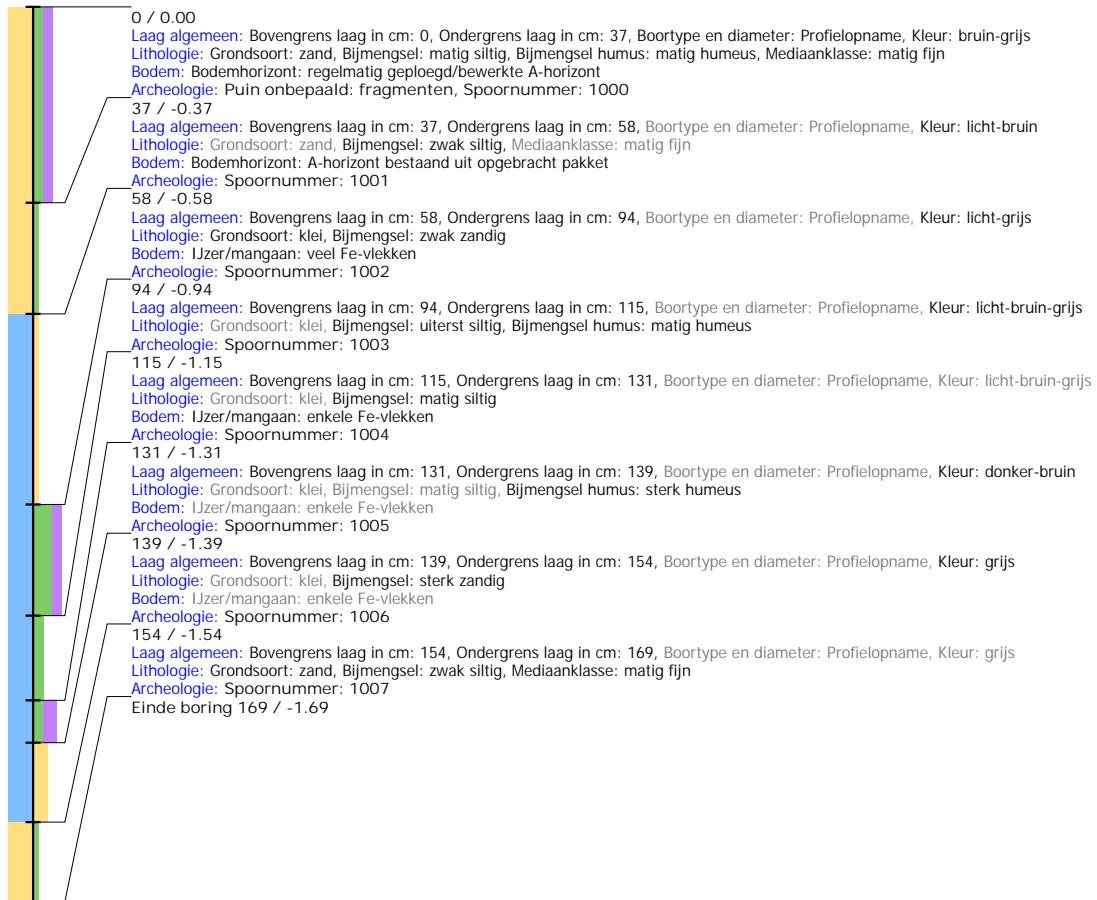 0 / 0.00
Laag algemeen: Bovengrens laag in cm: 0, Ondergrens laag in cm: 37, Boortype en diameter: Profielopname, Kleur: bruin-grijs
Lithologie: Grondsoort: zand, Bijmengsel: matig siltig, Bijmengsel humus: matig humeus, Mediaanklasse: matig fijn
Bodem: Bodemhorizont: regelmatig geploegd/bewerkte A-horizont
Archeologie: Puin onbepaald: fragmenten, Spoornummer: 1000
37 / -0.37
Laag algemeen: Bovengrens laag in cm: 37, Ondergrens laag in cm: 58, Boortype en diameter: Profielopname, Kleur: licht-bruin
Lithologie: Grondsoort: zand, Bijmengsel: zwak siltig, Mediaanklasse: matig fijn
Bodem: Bodemhorizont: A-horizont bestaand uit opgebracht pakket
Archeologie: Spoornummer: 1001
58 / -0.58
Laag algemeen: Bovengrens laag in cm: 58, Ondergrens laag in cm: 94, Boortype en diameter: Profielopname, Kleur: licht-grijs
Lithologie: Grondsoort: klei, Bijmengsel: zwak zandig
Bodem: IJzer/mangaan: veel Fe-vlekken
Archeologie: Spoornummer: 1002
94 / -0.94
Laag algemeen: Bovengrens laag in cm: 94, Ondergrens laag in cm: 115, Boortype en diameter: Profielopname, Kleur: licht-bruin-grijs
Lithologie: Grondsoort: klei, Bijmengsel: uiterst siltig, Bijmengsel humus: matig humeus
Archeologie: Spoornummer: 1003
115 / -1.15
Laag algemeen: Bovengrens laag in cm: 115, Ondergrens laag in cm: 131, Boortype en diameter: Profielopname, Kleur: licht-bruin-grijs
Lithologie: Grondsoort: klei, Bijmengsel: matig siltig
Bodem: IJzer/mangaan: enkele Fe-vlekken
Archeologie: Spoornummer: 1004
131 / -1.31
Laag algemeen: Bovengrens laag in cm: 131, Ondergrens laag in cm: 139, Boortype en diameter: Profielopname, Kleur: donker-bruin
Lithologie: Grondsoort: klei, Bijmengsel: matig siltig, Bijmengsel humus: sterk humeus
Bodem: IJzer/mangaan: enkele Fe-vlekken
Archeologie: Spoornummer: 1005
139 / -1.39
Laag algemeen: Bovengrens laag in cm: 139, Ondergrens laag in cm: 154, Boortype en diameter: Profielopname, Kleur: grijs
Lithologie: Grondsoort: klei, Bijmengsel: sterk zandig
Bodem: IJzer/mangaan: enkele Fe-vlekken
Archeologie: Spoornummer: 1006
154 / -1.54
Laag algemeen: Bovengrens laag in cm: 154, Ondergrens laag in cm: 169, Boortype en diameter: Profielopname, Kleur: grijs
Lithologie: Grondsoort: zand, Bijmengsel: zwak siltig, Mediaanklasse: matig fijn
Archeologie: Spoornummer: 1007
Einde boring 169 / -1.69